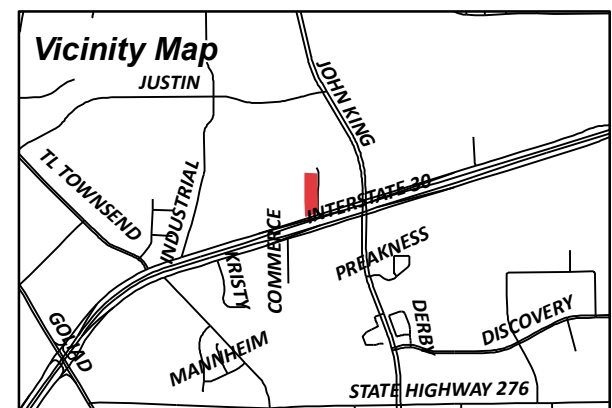 Vicinity Map
JUSTIN
JOHN KING
TL TOWNSEND
INDUSTRIAL
INTERSTATE 30
COMMERCE
KRISTY
PREAKNESS
GOLIAD
MANNHEIM
DERBY
DISCOVERY
STATE HIGHWAY 276